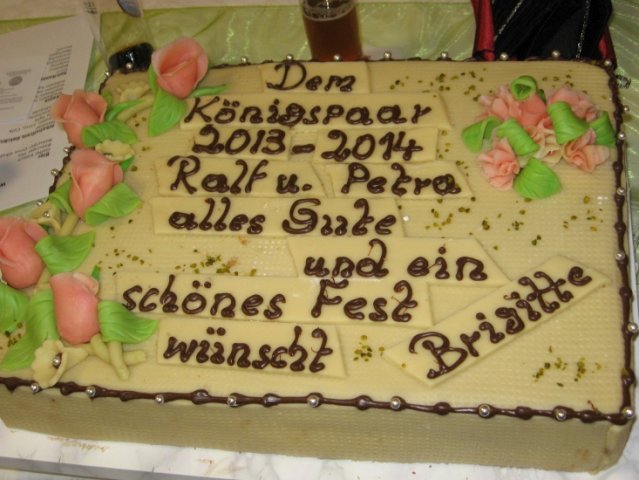 Dem
Königspaar
2013-2014
Ralf u. Petra
alles Gute
und ein
schönes Fest
wünscht
Brigitte